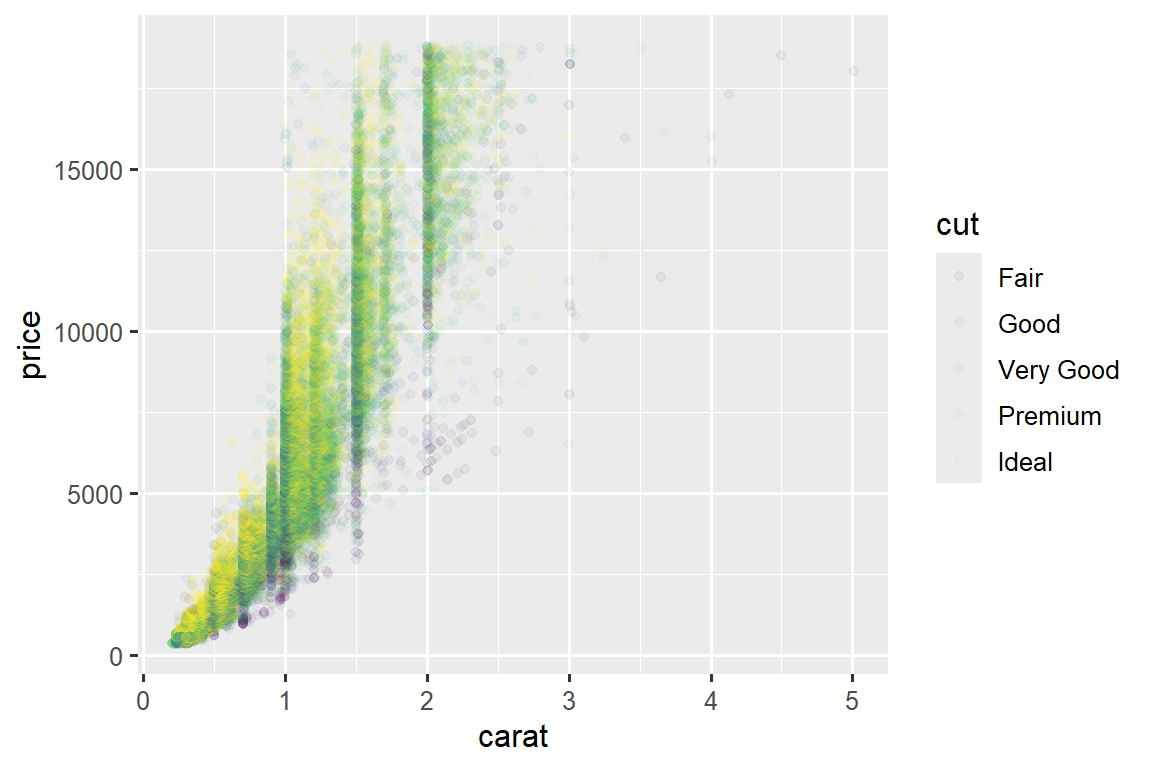 15000
10000
5000
0
price
0 1 2 3 4 5
carat
cut
Fair
Good
Very Good
Premium
Ideal